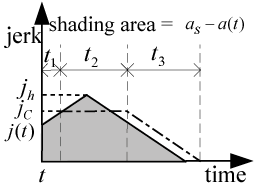 shading area = a_s - a(t)
jerk
t_1 t_2 t_3
j_h
j_C
j(t)
t time